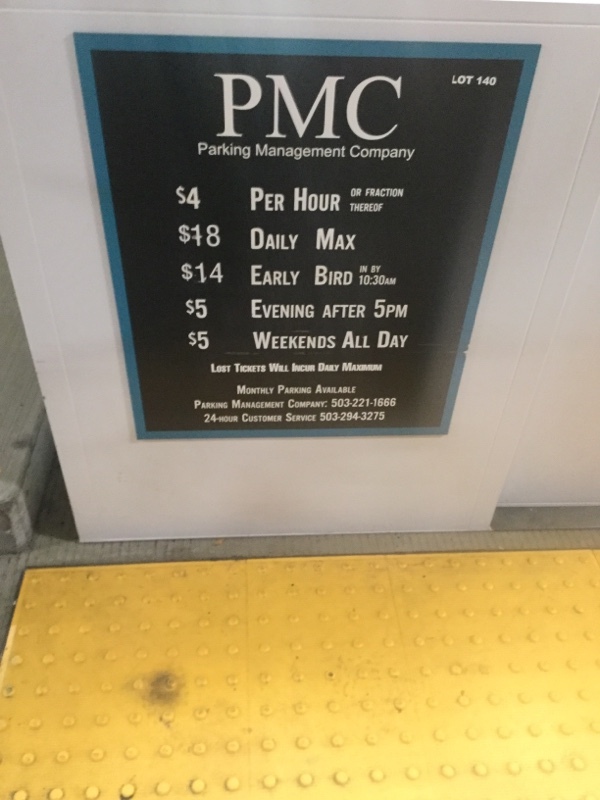 LOT 140
PMC
Parking Management Company
$4 PER HOUR OR FRACTION THEREOF
$18 DAILY MAX
$14 EARLY BIRD IN BY 10:30AM
$5 EVENING AFTER 5PM
$5 WEEKENDS ALL DAY
LOST TICKETS WILL INCUR DAILY MAXIMUM
MONTHLY PARKING AVAILABLE
PARKING MANAGEMENT COMPANY: 503-221-1666
24-HOUR CUSTOMER SERVICE 503-294-3275